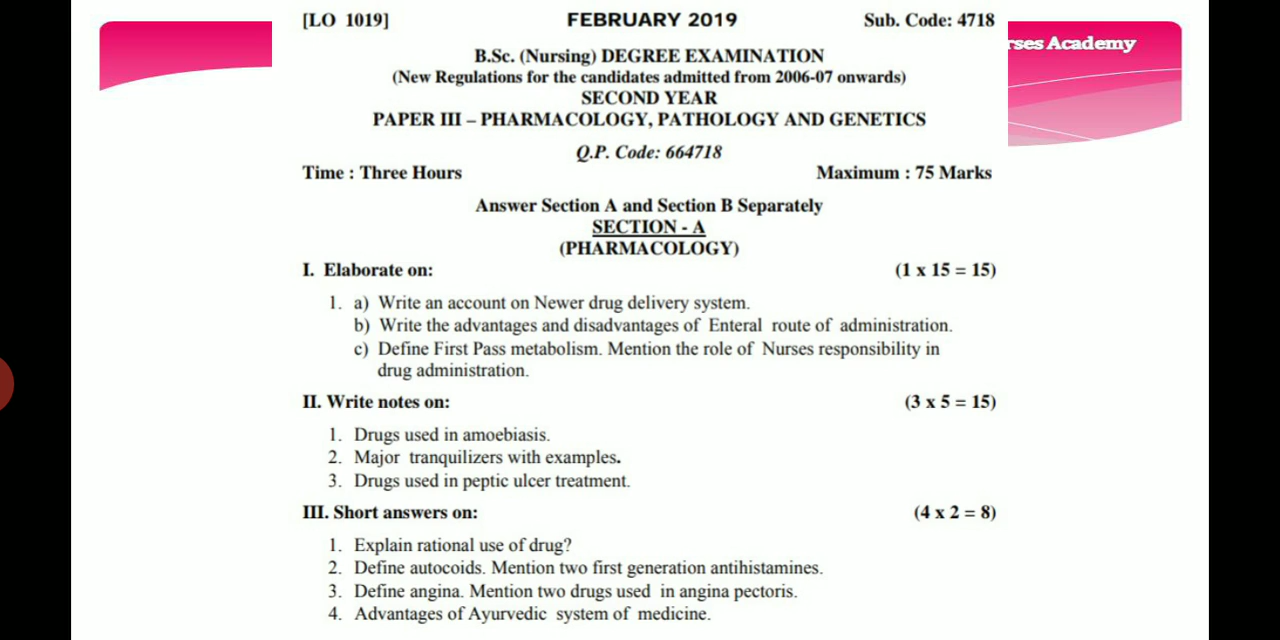 [LO 1019] FEBRUARY 2019 Sub. Code: 4718
rses Academy
B.Sc. (Nursing) DEGREE EXAMINATION
(New Regulations for the candidates admitted from 2006-07 onwards)
SECOND YEAR
PAPER III – PHARMACOLOGY, PATHOLOGY AND GENETICS
Q.P. Code: 664718
Time : Three Hours Maximum : 75 Marks
Answer Section A and Section B Separately
SECTION - A
(PHARMACOLOGY)
I. Elaborate on: (1 x 15 = 15)
1. a) Write an account on Newer drug delivery system.
b) Write the advantages and disadvantages of Enteral route of administration.
c) Define First Pass metabolism. Mention the role of Nurses responsibility in
drug administration.
II. Write notes on: (3 x 5 = 15)
1. Drugs used in amoebiasis.
2. Major tranquilizers with examples.
3. Drugs used in peptic ulcer treatment.
III. Short answers on: (4 x 2 = 8)
1. Explain rational use of drug?
2. Define autocoids. Mention two first generation antihistamines.
3. Define angina. Mention two drugs used in angina pectoris.
4. Advantages of Ayurvedic system of medicine.